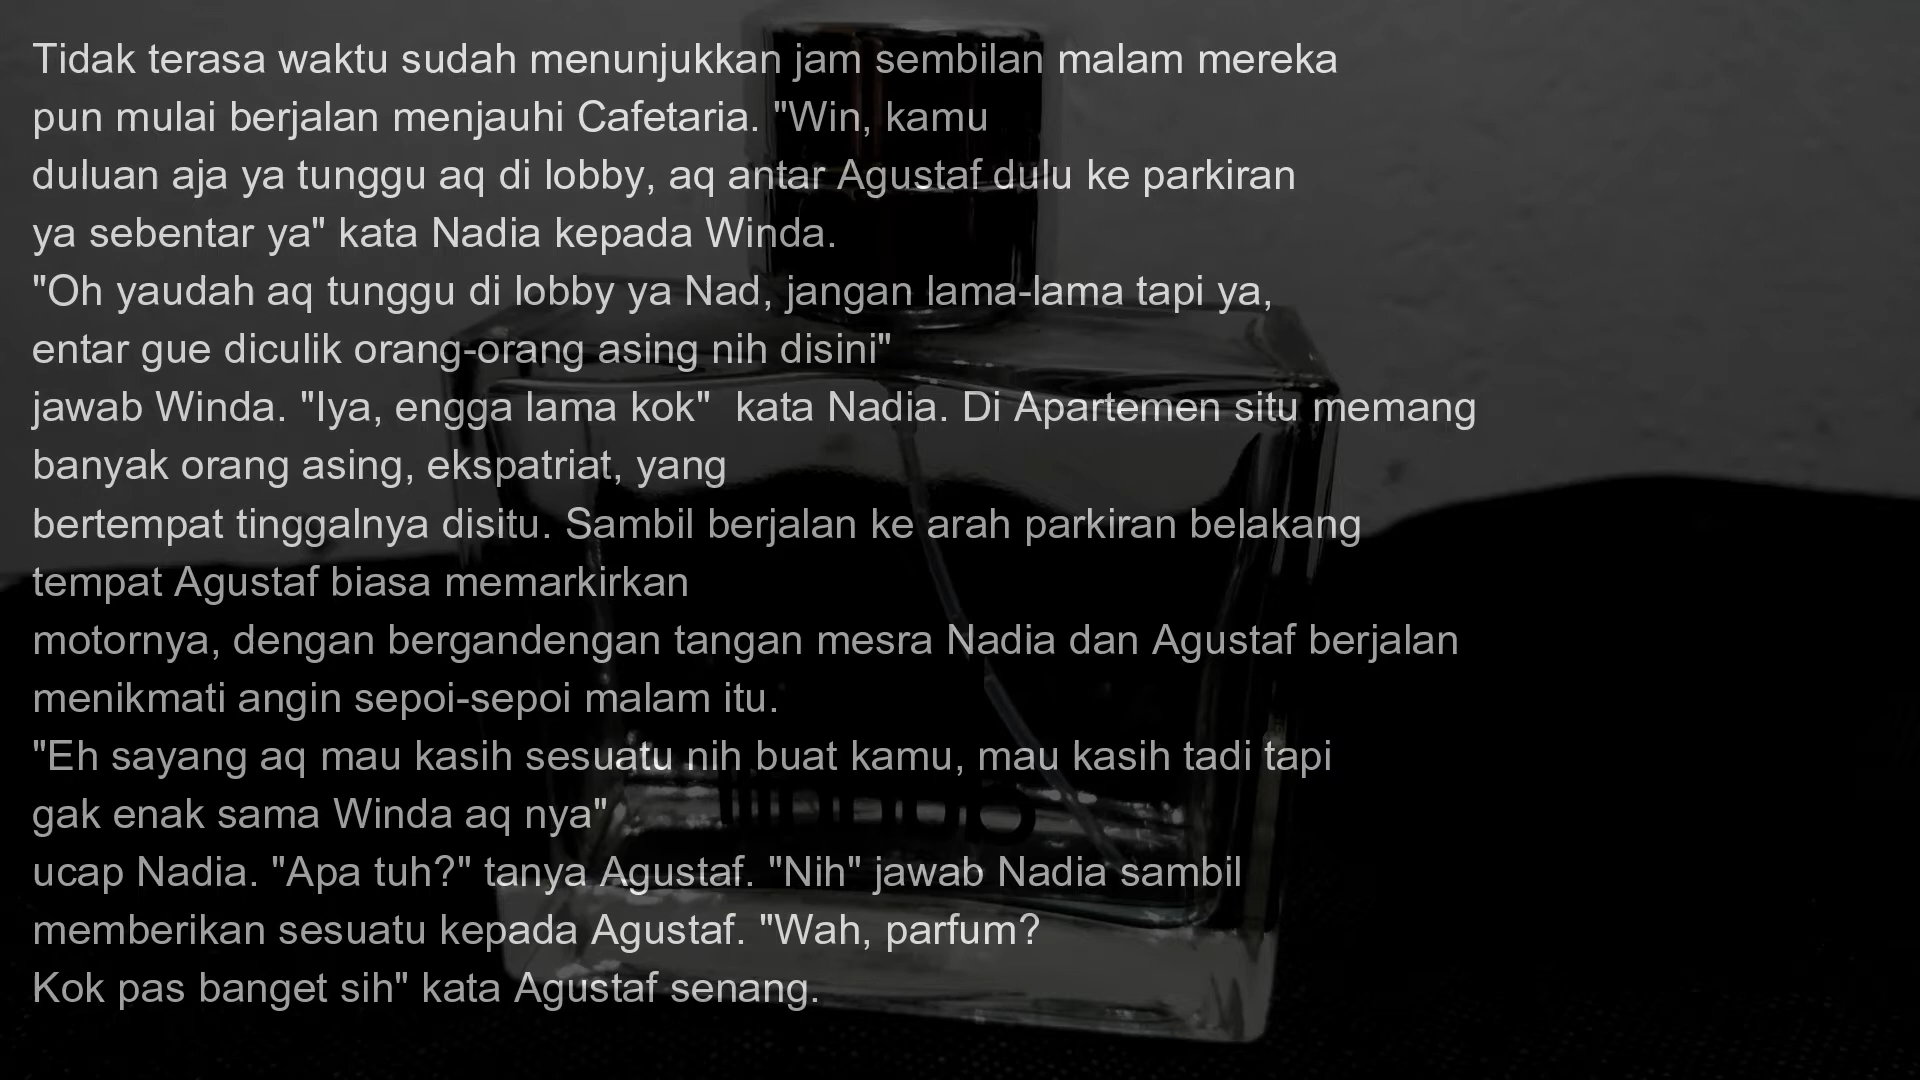 Tidak terasa waktu sudah menunjukkan jam sembilan malam mereka
pun mulai berjalan menjauhi Cafetaria. "Win, kamu
duluan aja ya tunggu aq di lobby, aq antar Agustaf dulu ke parkiran
ya sebentar ya" kata Nadia kepada Winda.
"Oh yaudah aq tunggu di lobby ya Nad, jangan lama-lama tapi ya,
entar gue diculik orang-orang asing nih disini"
jawab Winda. "Iya, engga lama kok"  kata Nadia. Di Apartemen situ memang
banyak orang asing, ekspatriat, yang
bertempat tinggalnya disitu. Sambil berjalan ke arah parkiran belakang
tempat Agustaf biasa memarkirkan
motornya, dengan bergandengan tangan mesra Nadia dan Agustaf berjalan
menikmati angin sepoi-sepoi malam itu.
"Eh sayang aq mau kasih sesuatu nih buat kamu, mau kasih tadi tapi
gak enak sama Winda aq nya"
ucap Nadia. "Apa tuh?" tanya Agustaf. "Nih" jawab Nadia sambil
memberikan sesuatu kepada Agustaf. "Wah, parfum?
Kok pas banget sih" kata Agustaf senang.